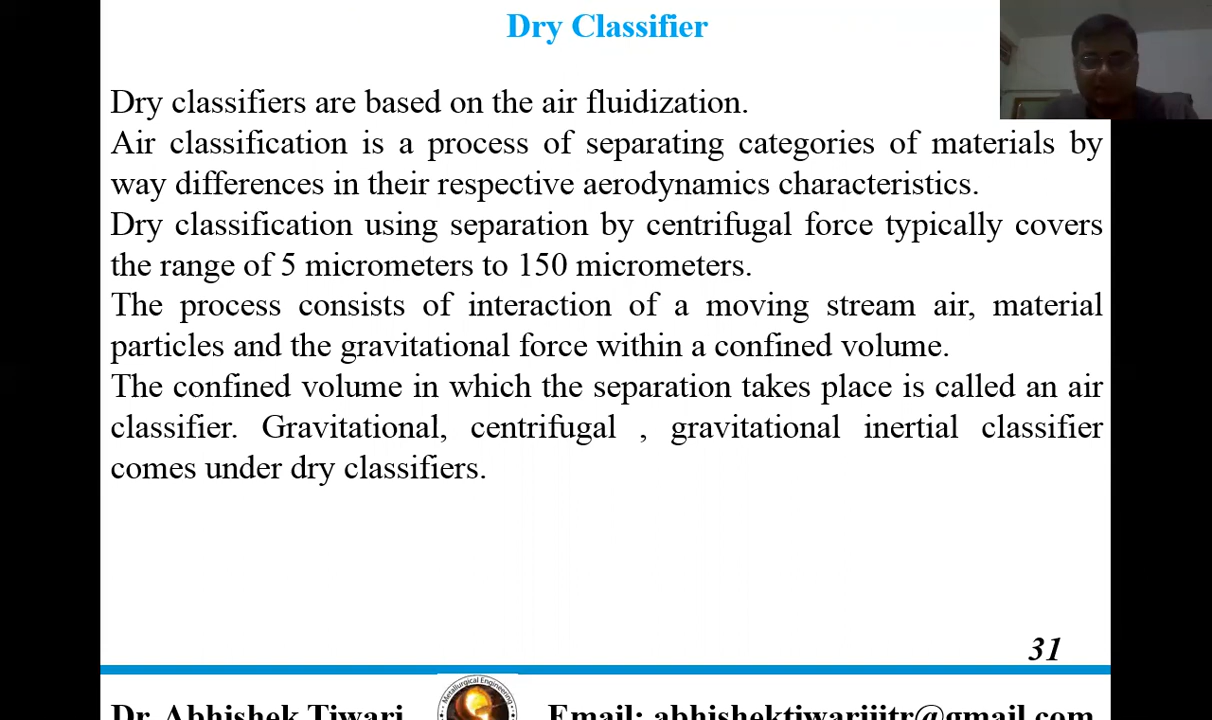 Dry Classifier
Dry classifiers are based on the air fluidization.
Air classification is a process of separating categories of materials by
way differences in their respective aerodynamics characteristics.
Dry classification using separation by centrifugal force typically covers
the range of 5 micrometers to 150 micrometers.
The process consists of interaction of a moving stream air, material
particles and the gravitational force within a confined volume.
The confined volume in which the separation takes place is called an air
classifier. Gravitational, centrifugal , gravitational inertial classifier
comes under dry classifiers.
31
Metallurgical Engineering
Dr. Abhishek Tiwari Email: abhishektiwarijitr@gmail.com